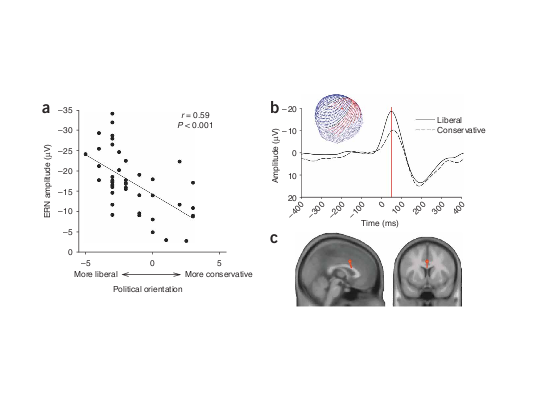 a
r = 0.59
P < 0.001
ERN amplitude (µV)
−35
−30
−25
−20
−15
−10
−5
0
−5
0
5
More liberal
More conservative
Political orientation
b
Liberal
Conservative
Amplitude (µV)
−20
−10
0
10
20
−400
−300
−200
−100
0
100
200
300
400
Time (ms)
c